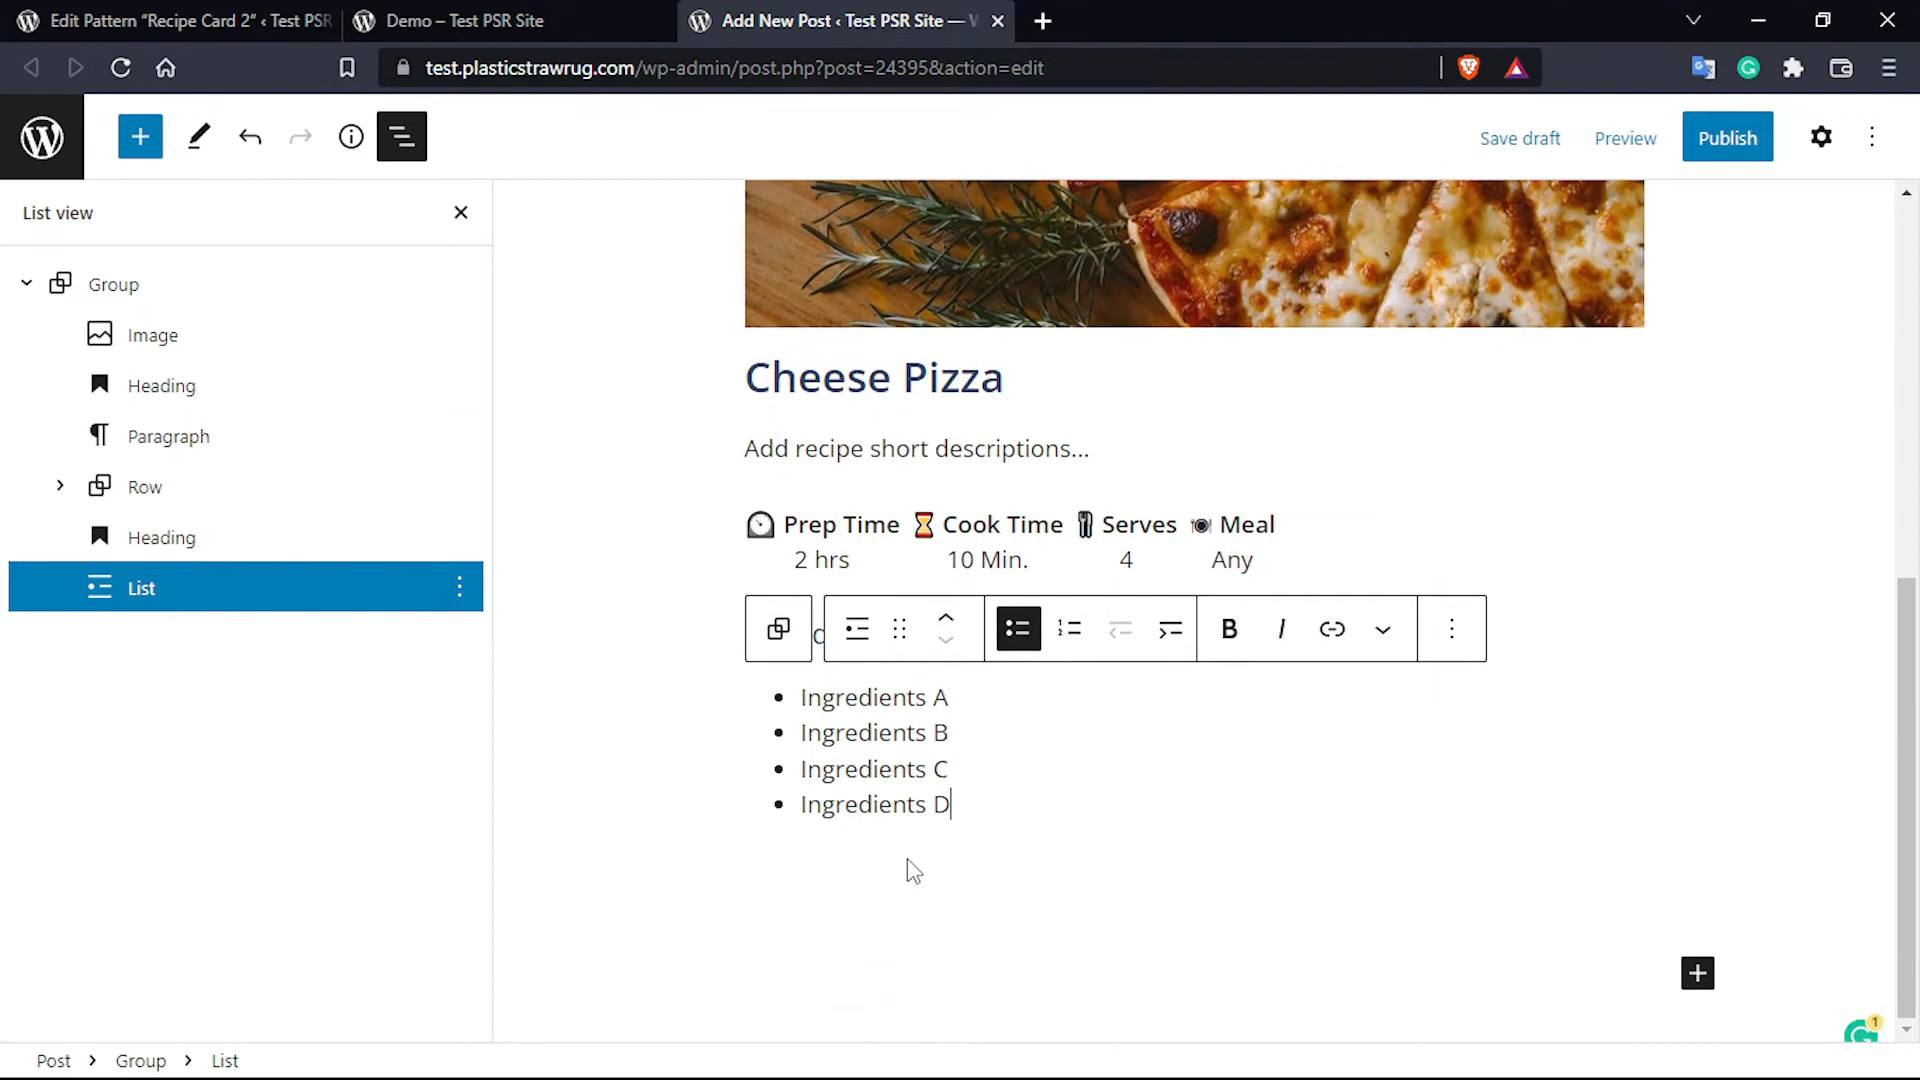 Edit Pattern “Recipe Card 2” ‹ Test PSR
Demo – Test PSR Site
Add New Post ‹ Test PSR Site —
test.plasticstrawrug.com/wp-admin/post.php?post=24395&action=edit
Save draft
Preview
Publish
List view
Group
Image
Heading
Paragraph
Row
Heading
List
Cheese Pizza
Add recipe short descriptions...
Prep Time
Cook Time
Serves
Meal
2 hrs
10 Min.
4
Any
B
I
• Ingredients A
• Ingredients B
• Ingredients C
• Ingredients D
1
Post
Group
List